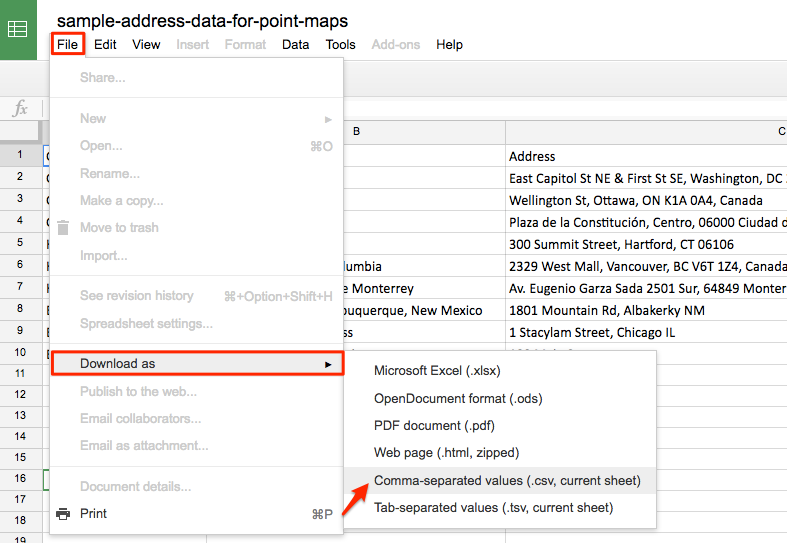 sample-address-data-for-point-maps
File Edit View Insert Format Data Tools Add-ons Help
fx
B C
Share...
New
Open... ⌘O
Rename...
Make a copy...
Move to trash
Import...
See revision history ⌘+Option+Shift+H
Spreadsheet settings...
Download as
Publish to the web...
Email collaborators...
Email as attachment...
Document details...
Print ⌘P
Microsoft Excel (.xlsx)
OpenDocument format (.ods)
PDF document (.pdf)
Web page (.html, zipped)
Comma-separated values (.csv, current sheet)
Tab-separated values (.tsv, current sheet)
1 Address
2 East Capitol St NE & First St SE, Washington, DC
3 Wellington St, Ottawa, ON K1A 0A4, Canada
4 Plaza de la Constitución, Centro, 06000 Ciudad d
5 300 Summit Street, Hartford, CT 06106
6 lumbia 2329 West Mall, Vancouver, BC V6T 1Z4, Canada
7 de Monterrey Av. Eugenio Garza Sada 2501 Sur, 64849 Monter
8 buquerque, New Mexico 1801 Mountain Rd, Albakerky NM
9 ss 1 Stacylam Street, Chicago IL
10
11
12
13
14
15
16
17
18